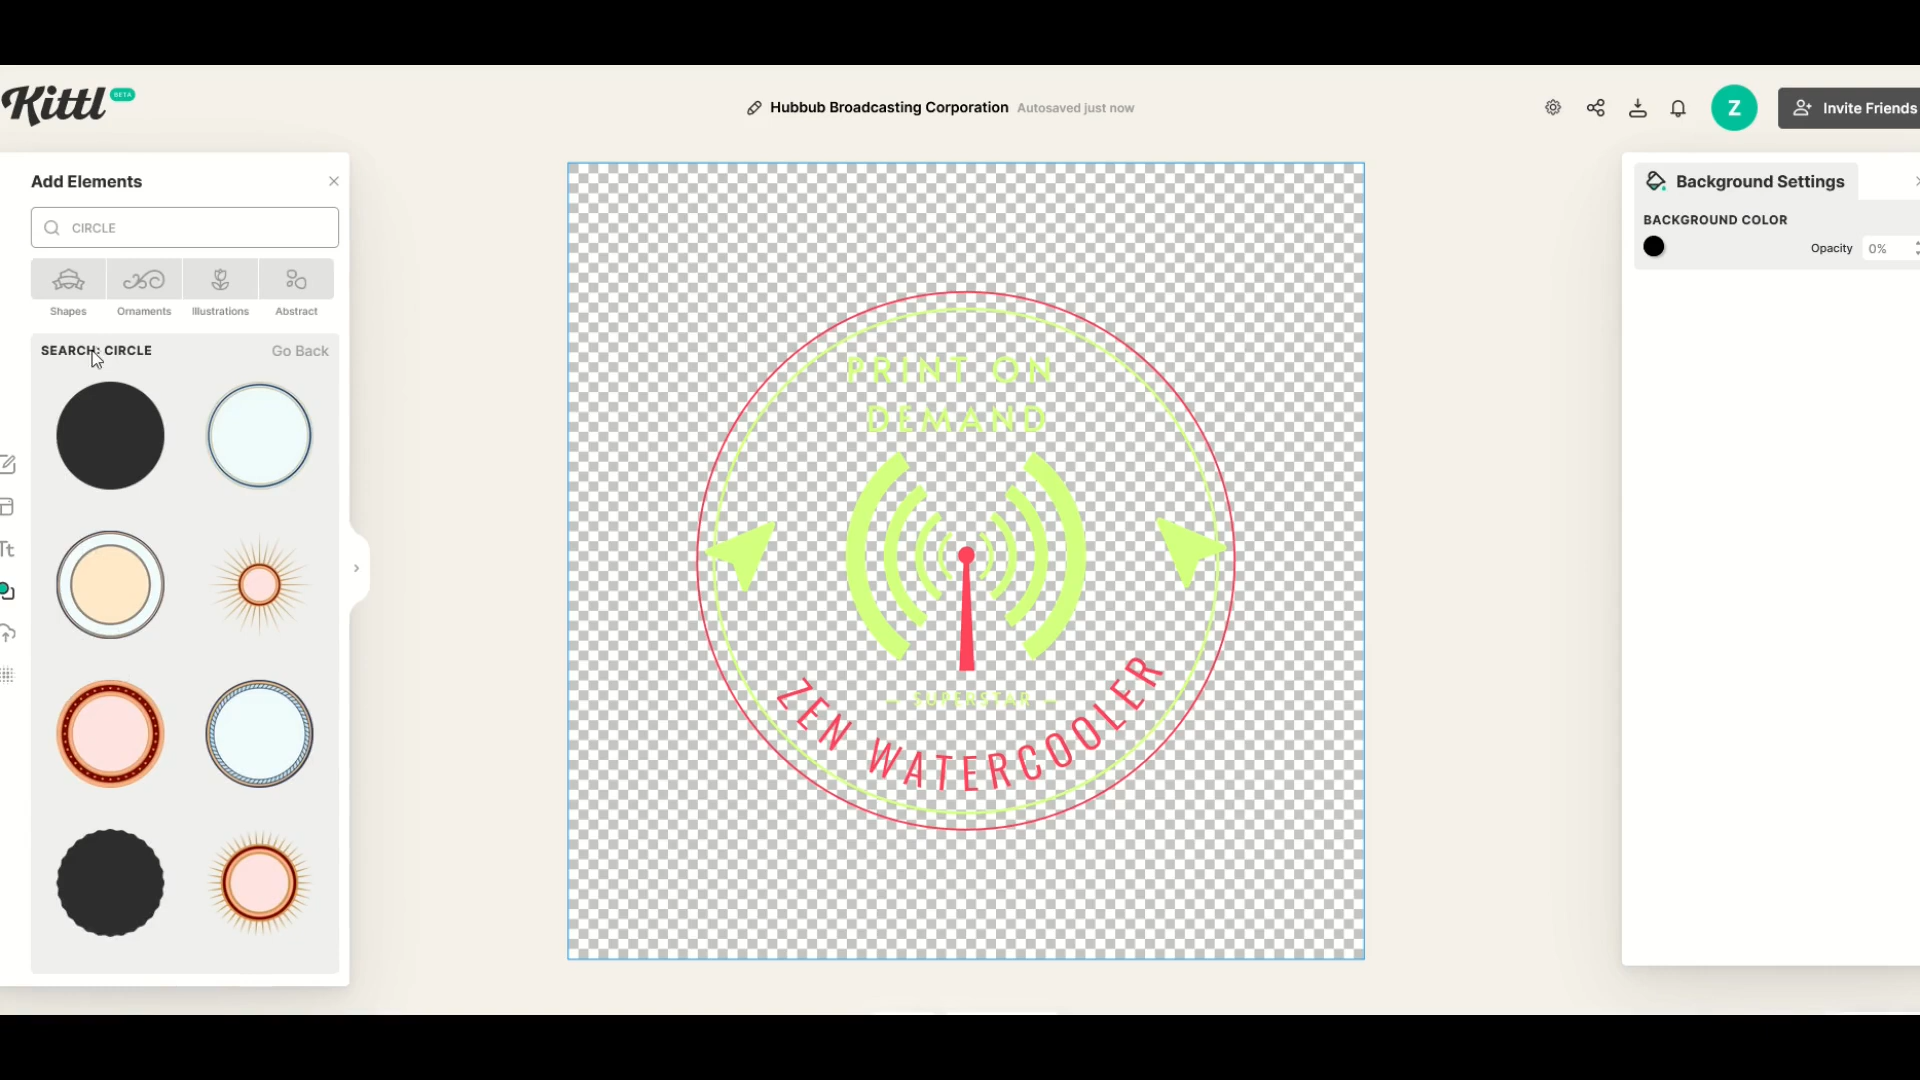 Kittl BETA
Hubbub Broadcasting Corporation Autosaved just now
Z
Invite Friends
Add Elements
CIRCLE
Shapes Ornaments Illustrations Abstract
SEARCH: CIRCLE Go Back
Tt
PRINT ON
DEMAND
SUPERSTAR
ZEN WATERCOOLER
Background Settings
BACKGROUND COLOR
Opacity 0%